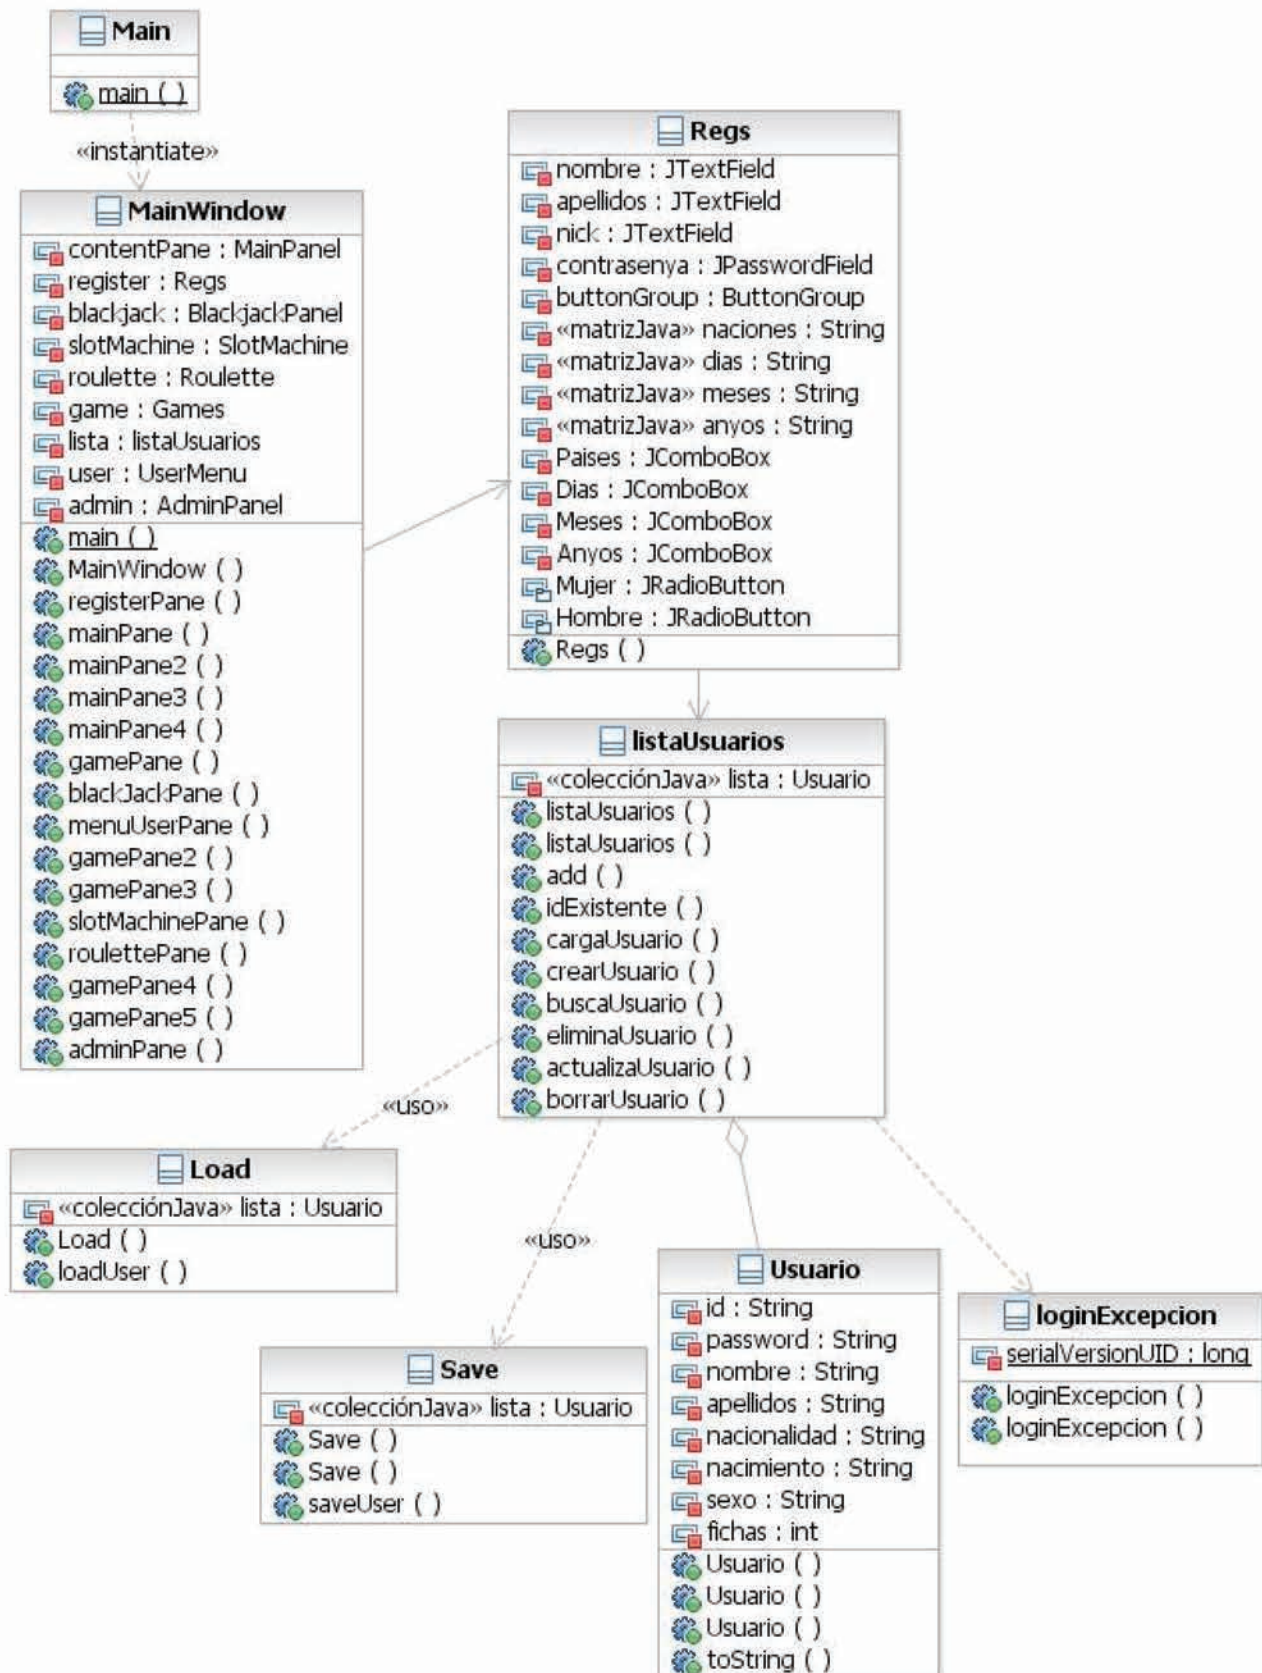 Main
main ( )
«instantiate»
MainWindow
contentPane : MainPanel
register : Regs
blackjack : BlackjackPanel
slotMachine : SlotMachine
roulette : Roulette
game : Games
lista : listaUsuarios
user : UserMenu
admin : AdminPanel
main ( )
MainWindow ( )
registerPane ( )
mainPane ( )
mainPane2 ( )
mainPane3 ( )
mainPane4 ( )
gamePane ( )
blackJackPane ( )
menuUserPane ( )
gamePane2 ( )
gamePane3 ( )
slotMachinePane ( )
roulettePane ( )
gamePane4 ( )
gamePane5 ( )
adminPane ( )
Regs
nombre : JTextField
apellidos : JTextField
nick : JTextField
contrasenya : JPasswordField
buttonGroup : ButtonGroup
«matrizJava» naciones : String
«matrizJava» dias : String
«matrizJava» meses : String
«matrizJava» anyos : String
Paises : JComboBox
Dias : JComboBox
Meses : JComboBox
Anyos : JComboBox
Mujer : JRadioButton
Hombre : JRadioButton
Regs ( )
listaUsuarios
«colecciónJava» lista : Usuario
listaUsuarios ( )
listaUsuarios ( )
add ( )
idExistente ( )
cargaUsuario ( )
crearUsuario ( )
buscaUsuario ( )
eliminaUsuario ( )
actualizaUsuario ( )
borrarUsuario ( )
«uso»
Load
«colecciónJava» lista : Usuario
Load ( )
loadUser ( )
«uso»
Save
«colecciónJava» lista : Usuario
Save ( )
Save ( )
saveUser ( )
Usuario
id : String
password : String
nombre : String
apellidos : String
nacionalidad : String
nacimiento : String
sexo : String
fichas : int
Usuario ( )
Usuario ( )
Usuario ( )
toString ( )
loginExcepcion
serialVersionUID : long
loginExcepcion ( )
loginExcepcion ( )